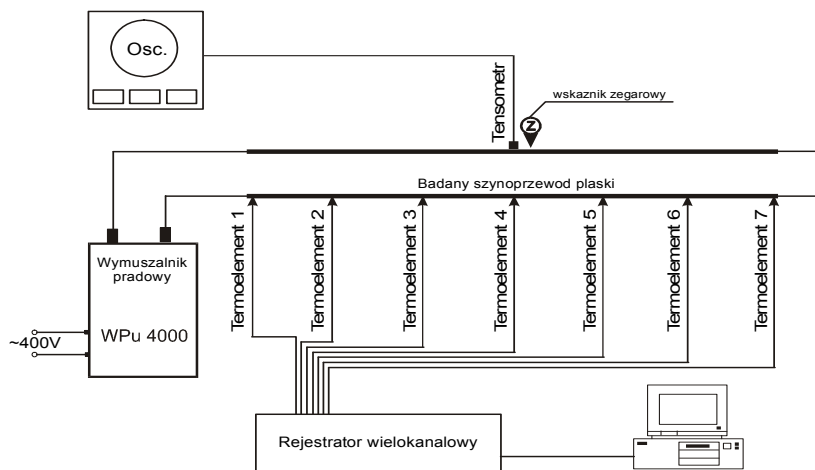 Osc.
Tensometr
wskaznik zegarowy
Z
Badany szynoprzewod plaski
Termoelement 1
Termoelement 2
Termoelement 3
Termoelement 4
Termoelement 5
Termoelement 6
Termoelement 7
Wymuszalnik
pradowy
WPu 4000
~400V
Rejestrator wielokanalowy